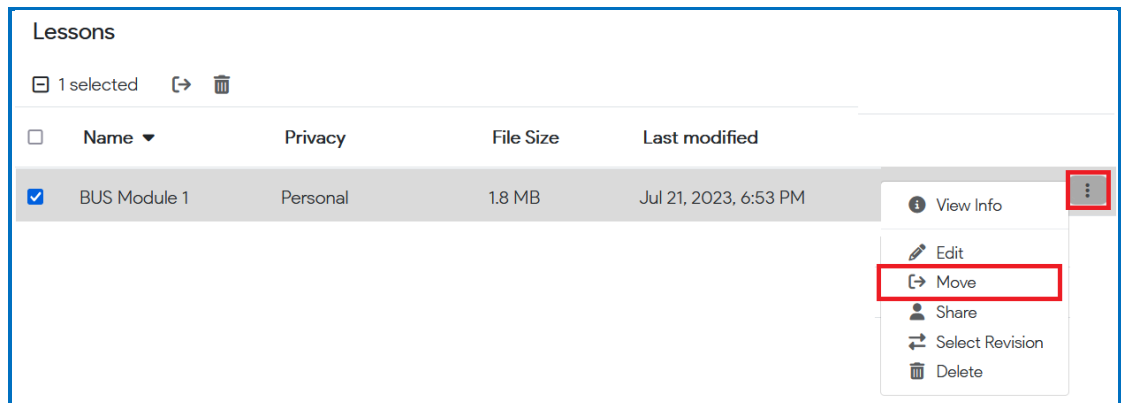 Lessons
1 selected
Name Privacy File Size Last modified
BUS Module 1 Personal 1.8 MB Jul 21, 2023, 6:53 PM
View Info
Edit
Move
Share
Select Revision
Delete